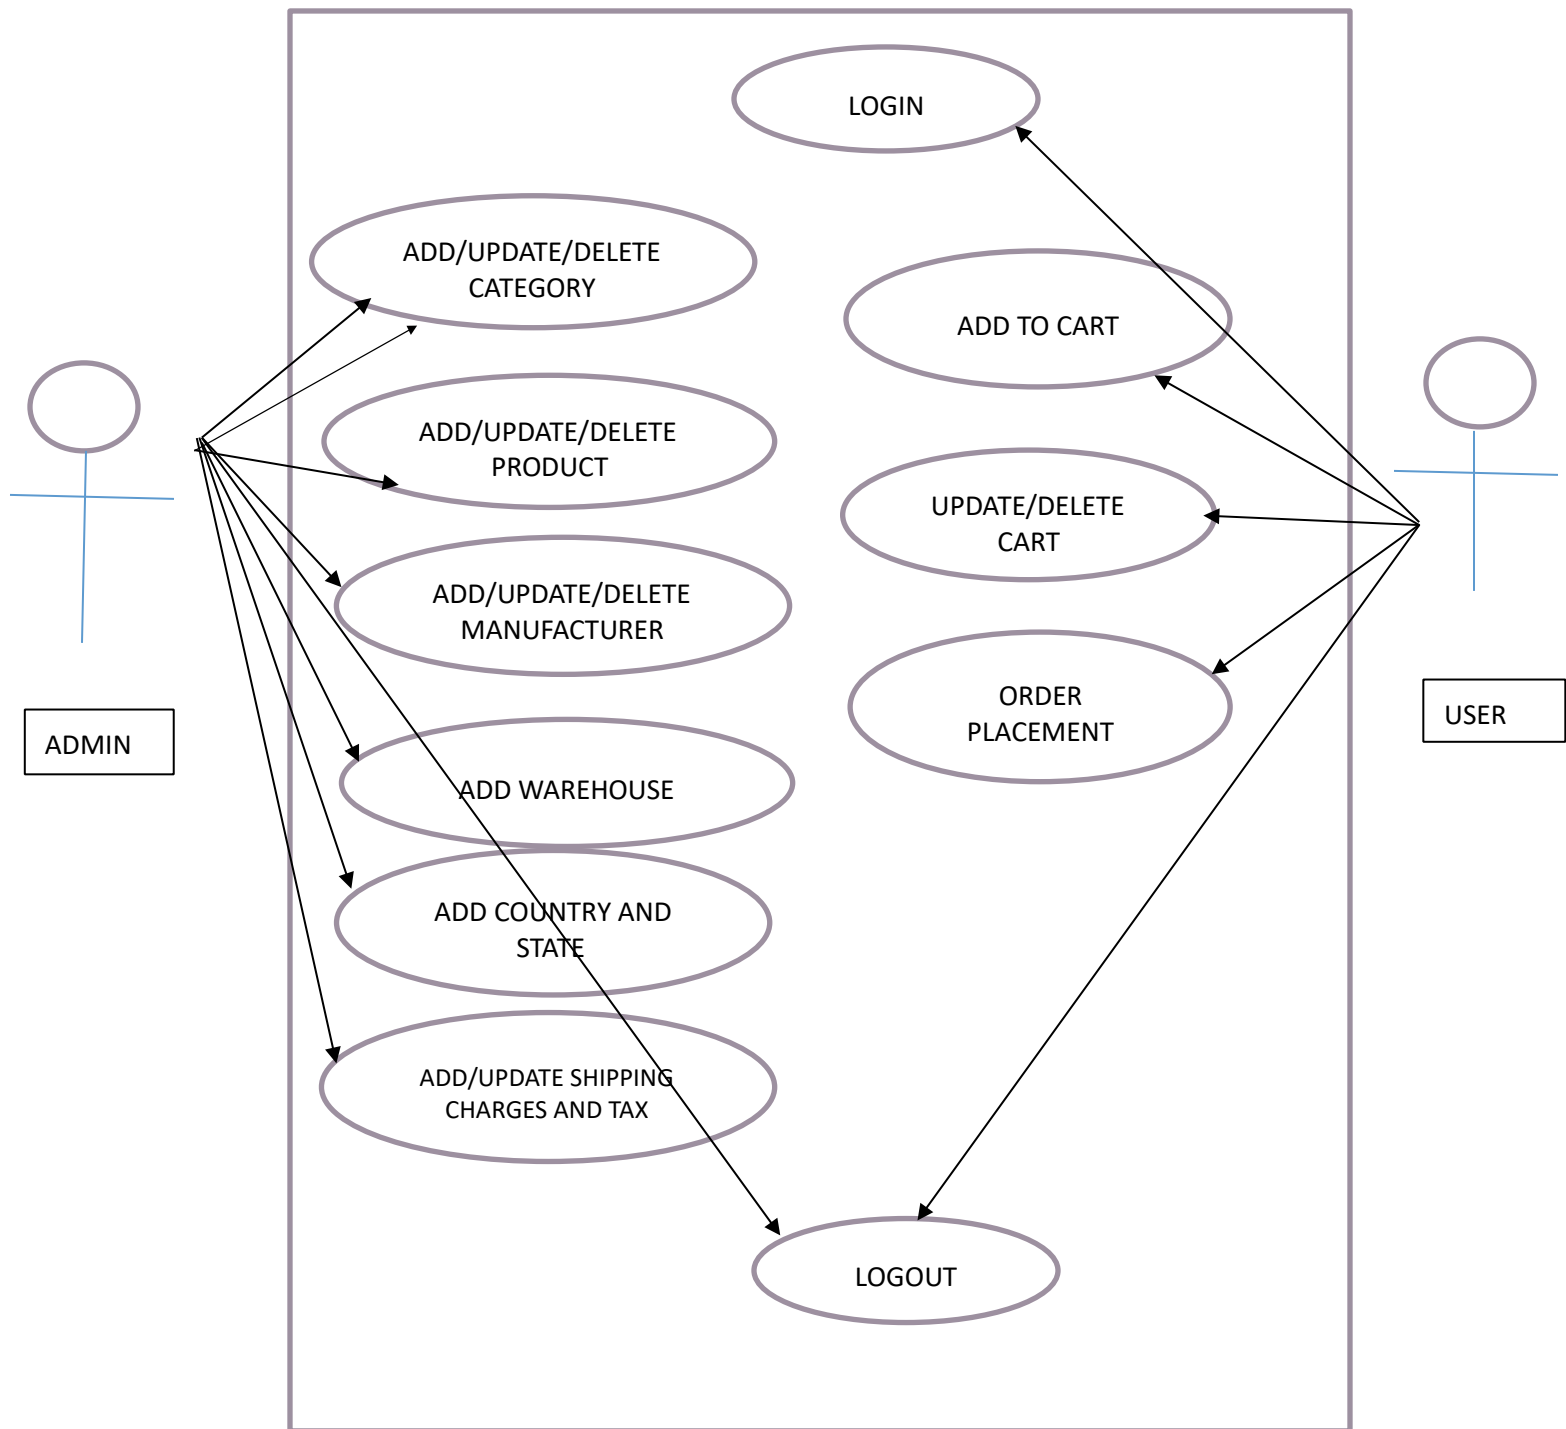 LOGIN
ADD/UPDATE/DELETE
CATEGORY
ADD TO CART
ADD/UPDATE/DELETE
PRODUCT
UPDATE/DELETE
CART
ADD/UPDATE/DELETE
MANUFACTURER
ORDER
PLACEMENT
ADMIN
USER
ADD WAREHOUSE
ADD COUNTRY AND
STATE
ADD/UPDATE SHIPPING
CHARGES AND TAX
LOGOUT